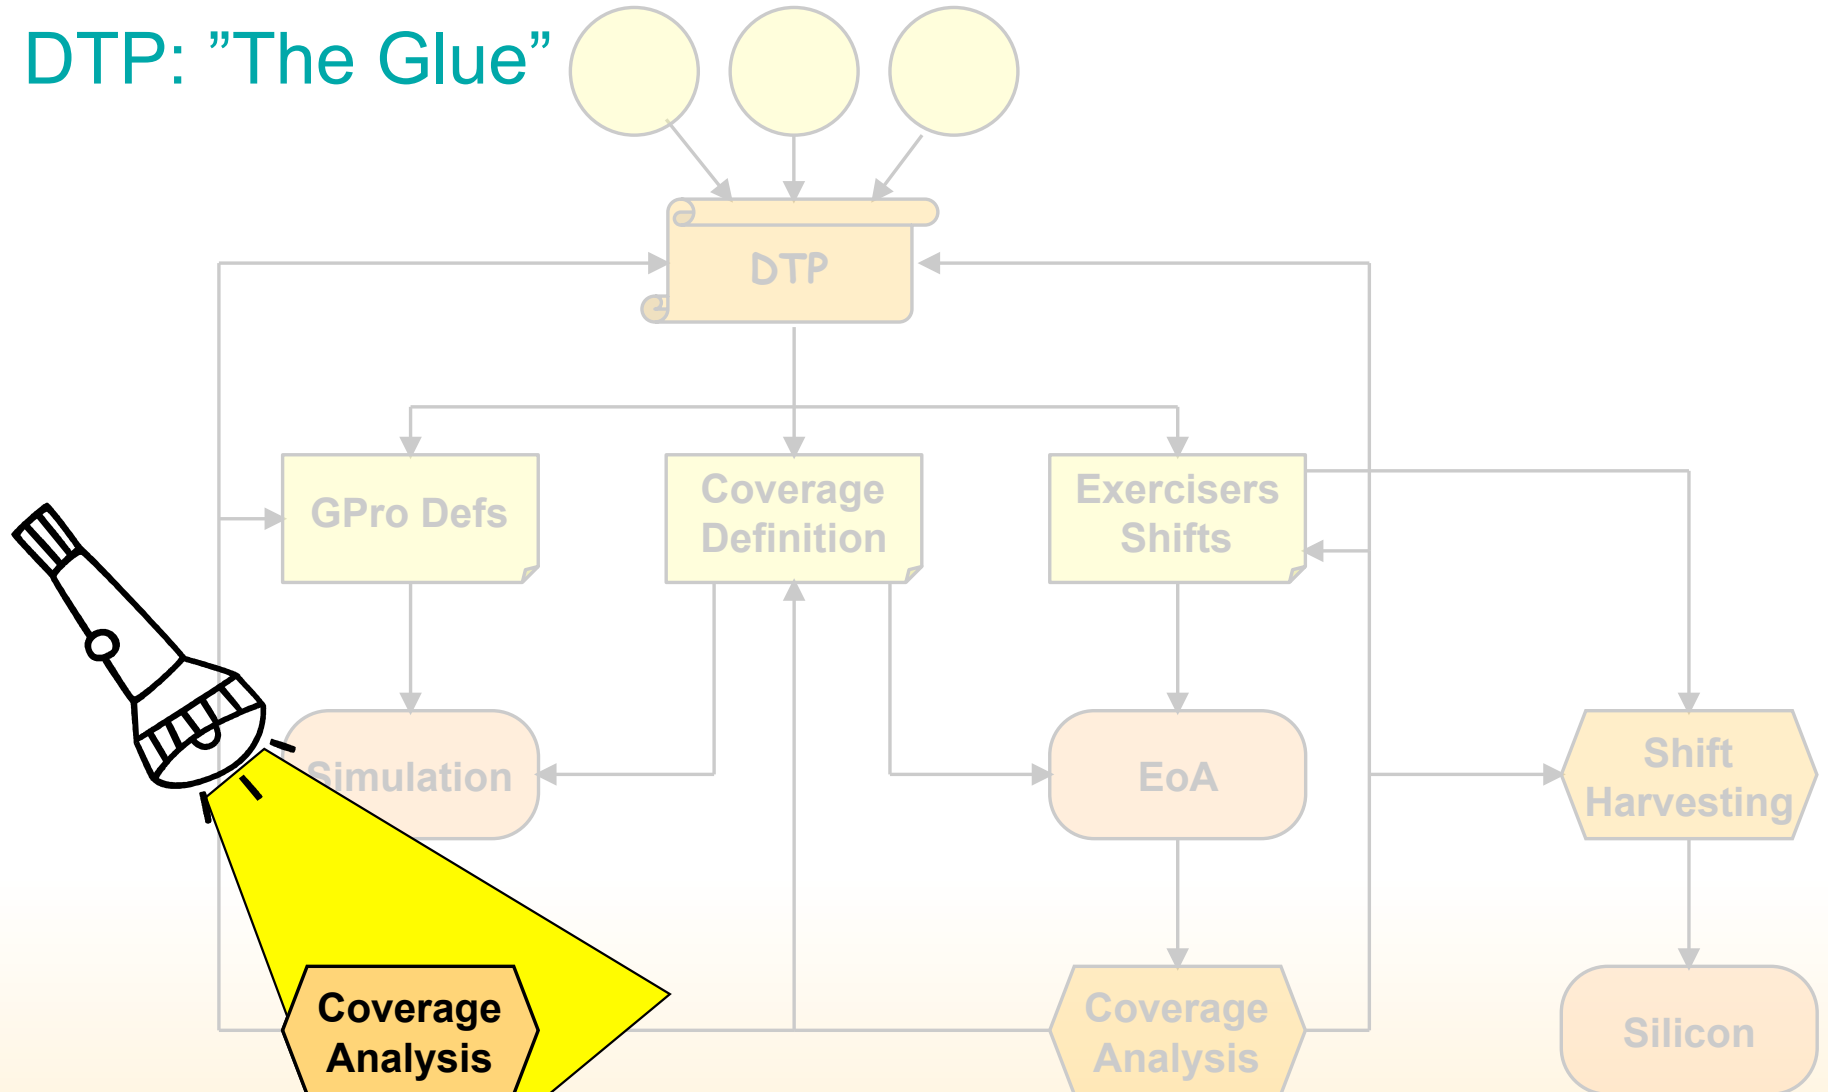 DTP: ”The Glue”
DTP
GPro Defs
Coverage
Definition
Exercisers
Shifts
Simulation
EoA
Shift
Harvesting
Coverage
Analysis
Coverage
Analysis
Silicon